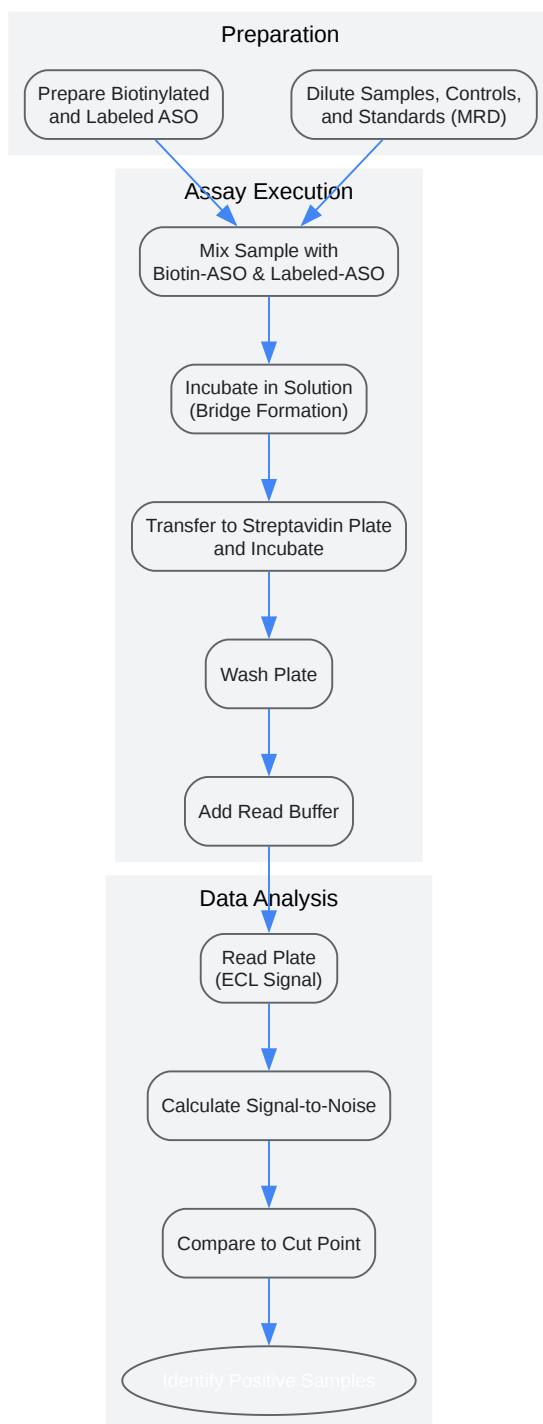 Preparation
Prepare Biotinylated
and Labeled ASO
Dilute Samples, Controls,
and Standards (MRD)
Assay Execution
Mix Sample with
Biotin-ASO & Labeled-ASO
Incubate in Solution
(Bridge Formation)
Transfer to Streptavidin Plate
and Incubate
Wash Plate
Add Read Buffer
Data Analysis
Read Plate
(ECL Signal)
Calculate Signal-to-Noise
Compare to Cut Point
Identify Positive Samples